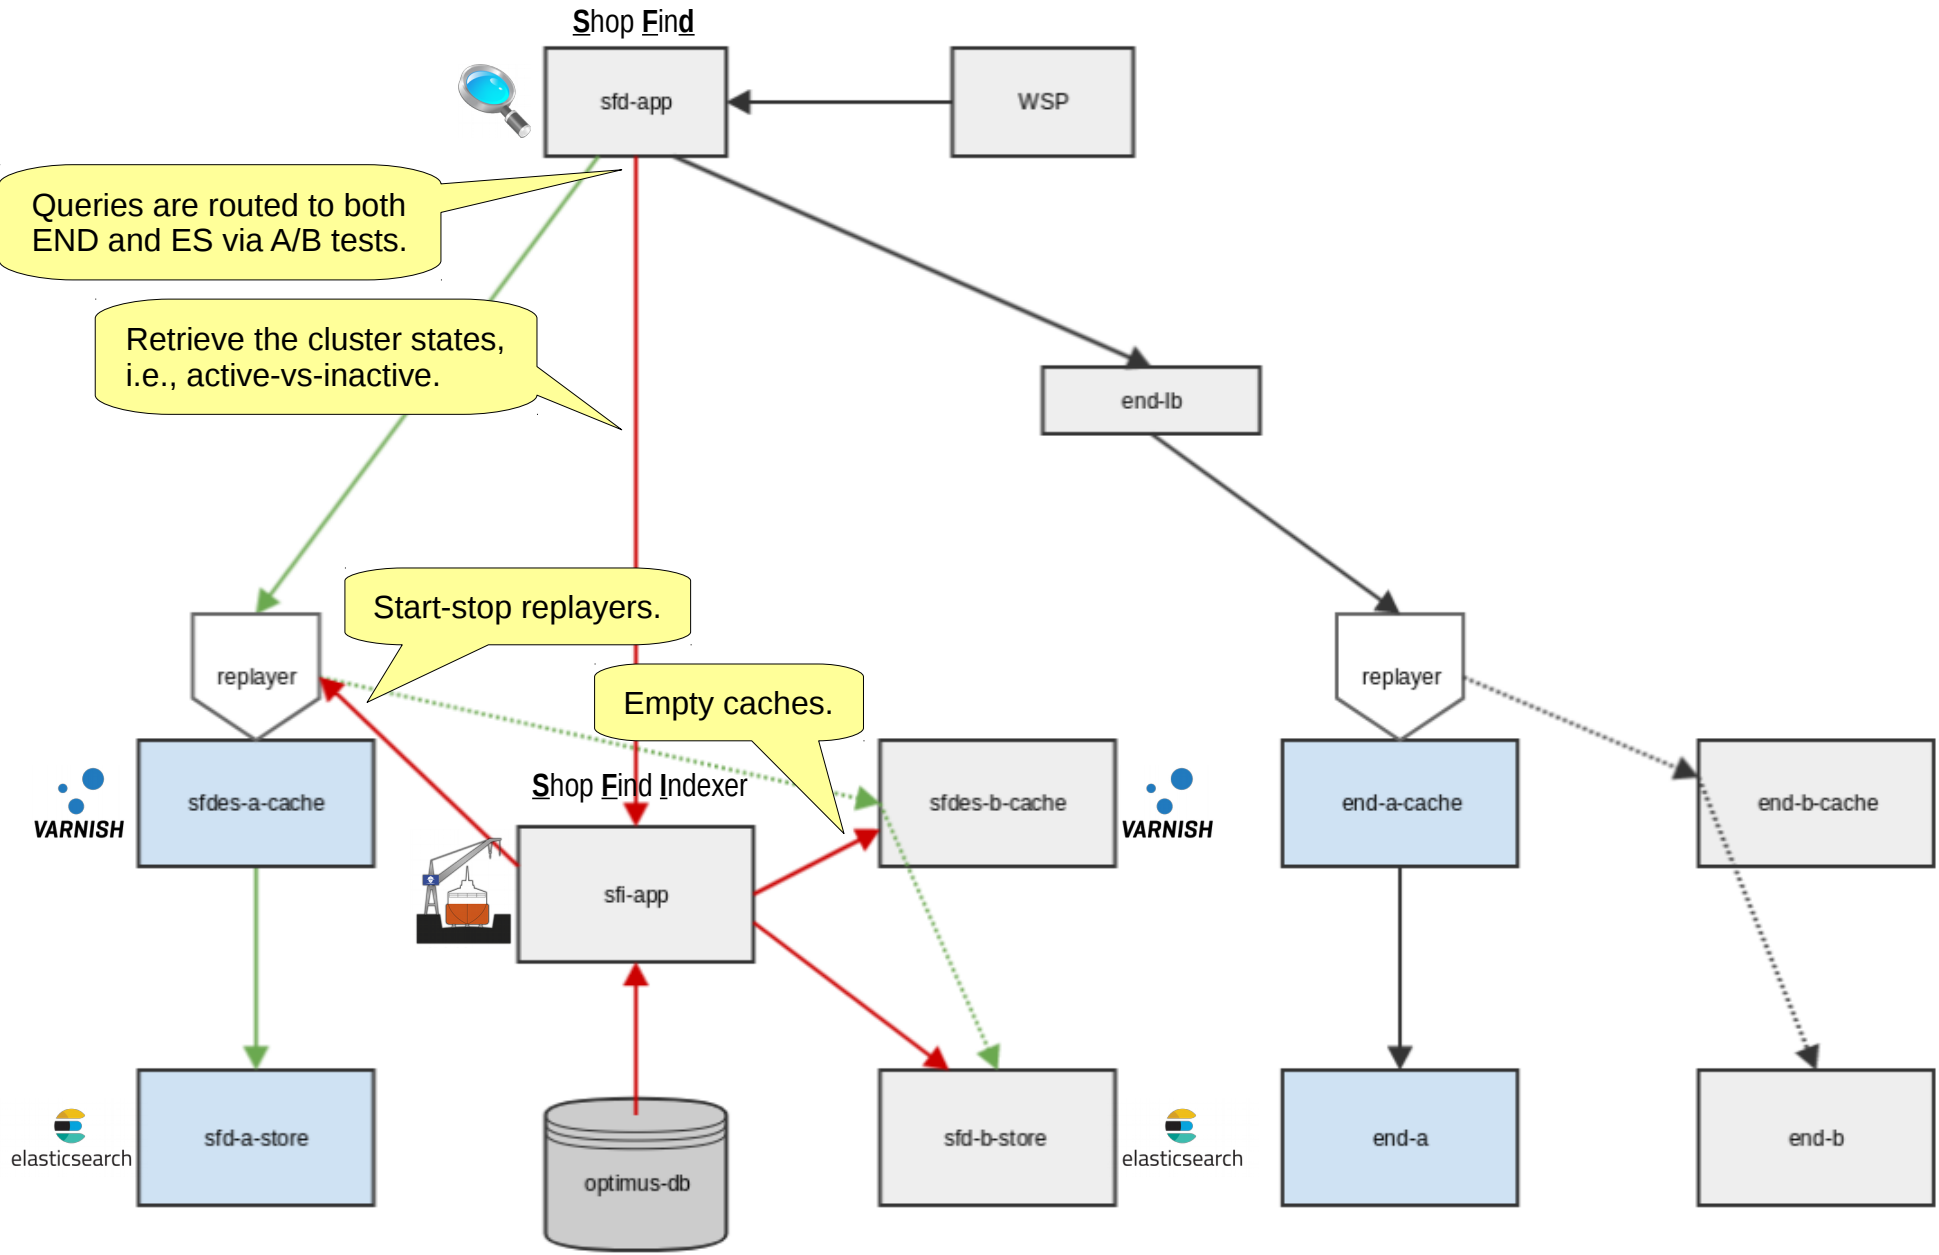 Shop Find
sfd-app
WSP
Queries are routed to both
END and ES via A/B tests.
Retrieve the cluster states,
i.e., active-vs-inactive.
end-lb
Start-stop replayers.
replayer
replayer
Empty caches.
Shop Find Indexer
sfdes-a-cache
VARNISH
sfdes-b-cache
VARNISH
end-a-cache
end-b-cache
sfi-app
sfd-a-store
elasticsearch
optimus-db
sfd-b-store
elasticsearch
end-a
end-b